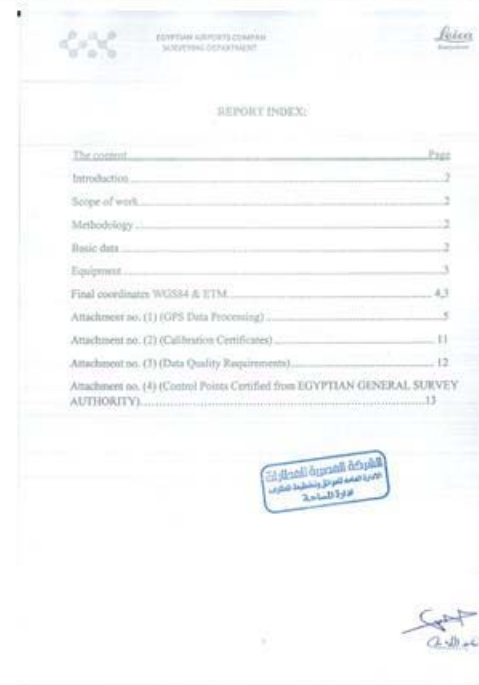 EGYPTIAN AIRPORTS COMPANY
SURVEYING DEPARTMENT
Leica
REPORT INDEX:
The content Page
Introduction 2
Scope of work 2
Methodology 2
Basic data 2
Equipment 3
Final coordinates WGS84 & ETM 4,3
Attachment no. (1) (GPS Data Processing) 5
Attachment no. (2) (Calibration Certificates) 11
Attachment no. (3) (Data Quality Requirements) 12
Attachment no. (4) (Control Points Certified from EGYPTIAN GENERAL SURVEY
AUTHORITY) 13
الشركة المصرية للمطارات
إدارة المساحة